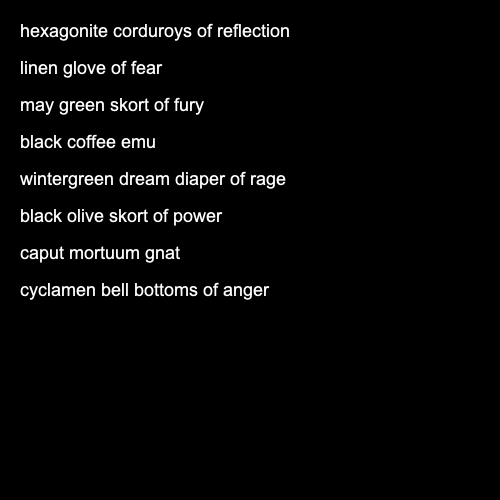 hexagonite corduroys of reflection
linen glove of fear
may green skort of fury
black coffee emu
wintergreen dream diaper of rage
black olive skort of power
caput mortuum gnat
cyclamen bell bottoms of anger